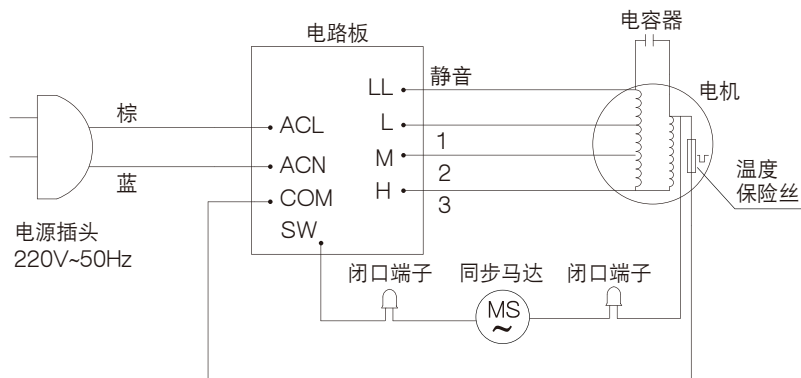 电容器
电路板
LL
静音
电机
棕
ACL
L
1
ACN
M
2
温度
保险丝
蓝
COM
H
3
SW
电源插头
220V~50Hz
闭口端子
同步马达
闭口端子
MS
~